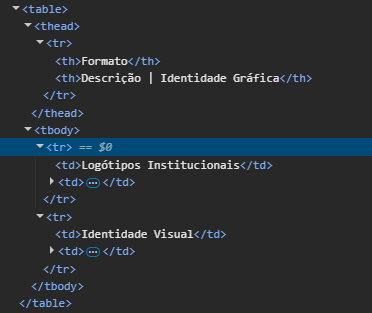 <table>
<thead>
<tr>
<th>Formato</th>
<th>Descrição | Identidade Gráfica</th>
</tr>
</thead>
<tbody>
<tr> == $0
<td>Logótipos Institucionais</td>
<td>…</td>
</tr>
<tr>
<td>Identidade Visual</td>
<td>…</td>
</tr>
</tbody>
</table>